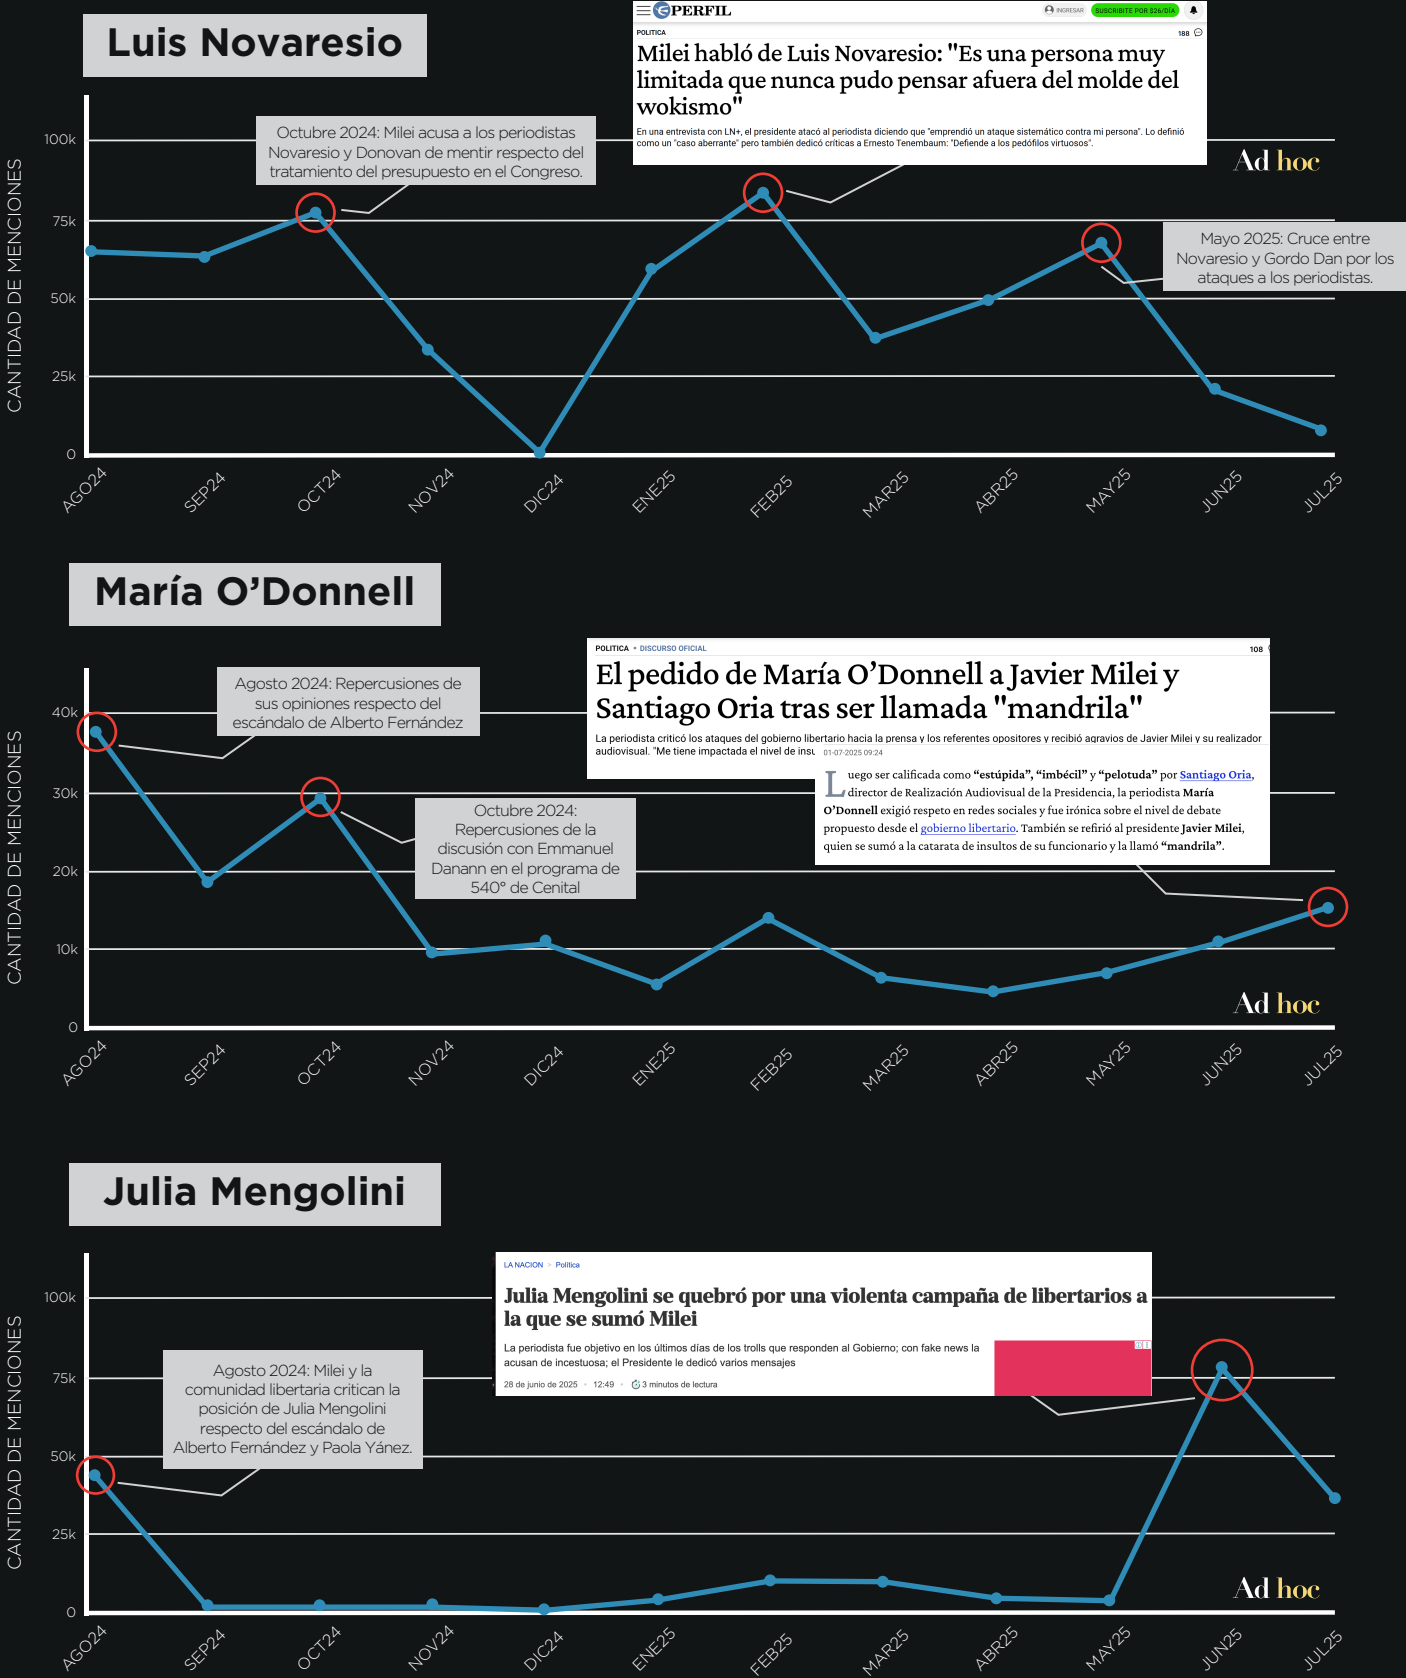 Luis Novaresio
PERFIL
INGRESAR
SUSCRIBITE POR $26/DÍA
POLITICA
188
Milei habló de Luis Novaresio: "Es una persona muy
limitada que nunca pudo pensar afuera del molde del
wokismo"
En una entrevista con LN+, el presidente atacó al periodista diciendo que "emprendió un ataque sistemático contra mi persona". Lo definió
como un "caso aberrante" pero también dedicó críticas a Ernesto Tenembaum: "Defiende a los pedófilos virtuosos".
Octubre 2024: Milei acusa a los periodistas
Novaresio y Donovan de mentir respecto del
tratamiento del presupuesto en el Congreso.
Ad hoc
Mayo 2025: Cruce entre
Novaresio y Gordo Dan por los
ataques a los periodistas.
CANTIDAD DE MENCIONES
100k
75k
50k
25k
0
AGO24
SEP24
OCT24
NOV24
DIC24
ENE25
FEB25
MAR25
ABR25
MAY25
JUN25
JUL25
María O’Donnell
POLITICA • DISCURSO OFICIAL
108
El pedido de María O’Donnell a Javier Milei y
Santiago Oria tras ser llamada "mandrila"
La periodista criticó los ataques del gobierno libertario hacia la prensa y los referentes opositores y recibió agravios de Javier Milei y su realizador
audiovisual. "Me tiene impactada el nivel de insu
01-07-2025 09:24
Luego ser calificada como “estúpida”, “imbécil” y “pelotuda” por Santiago Oria,
director de Realización Audiovisual de la Presidencia, la periodista María
O’Donnell exigió respeto en redes sociales y fue irónica sobre el nivel de debate
propuesto desde el gobierno libertario. También se refirió al presidente Javier Milei,
quien se sumó a la catarata de insultos de su funcionario y la llamó “mandrila”.
Agosto 2024: Repercusiones de
sus opiniones respecto del
escándalo de Alberto Fernández
Octubre 2024:
Repercusiones de la
discusión con Emmanuel
Danann en el programa de
540° de Cenital
CANTIDAD DE MENCIONES
40k
30k
20k
10k
0
Ad hoc
AGO24
SEP24
OCT24
NOV24
DIC24
ENE25
FEB25
MAR25
ABR25
MAY25
JUN25
JUL25
Julia Mengolini
LA NACION > Política
Julia Mengolini se quebró por una violenta campaña de libertarios a
la que se sumó Milei
La periodista fue objetivo en los últimos días de los trolls que responden al Gobierno; con fake news la
acusan de incestuosa; el Presidente le dedicó varios mensajes
28 de junio de 2025 • 12:49 • 3 minutos de lectura
Agosto 2024: Milei y la
comunidad libertaria critican la
posición de Julia Mengolini
respecto del escándalo de
Alberto Fernández y Paola Yánez.
CANTIDAD DE MENCIONES
100k
75k
50k
25k
0
Ad hoc
AGO24
SEP24
OCT24
NOV24
DIC24
ENE25
FEB25
MAR25
ABR25
MAY25
JUN25
JUL25